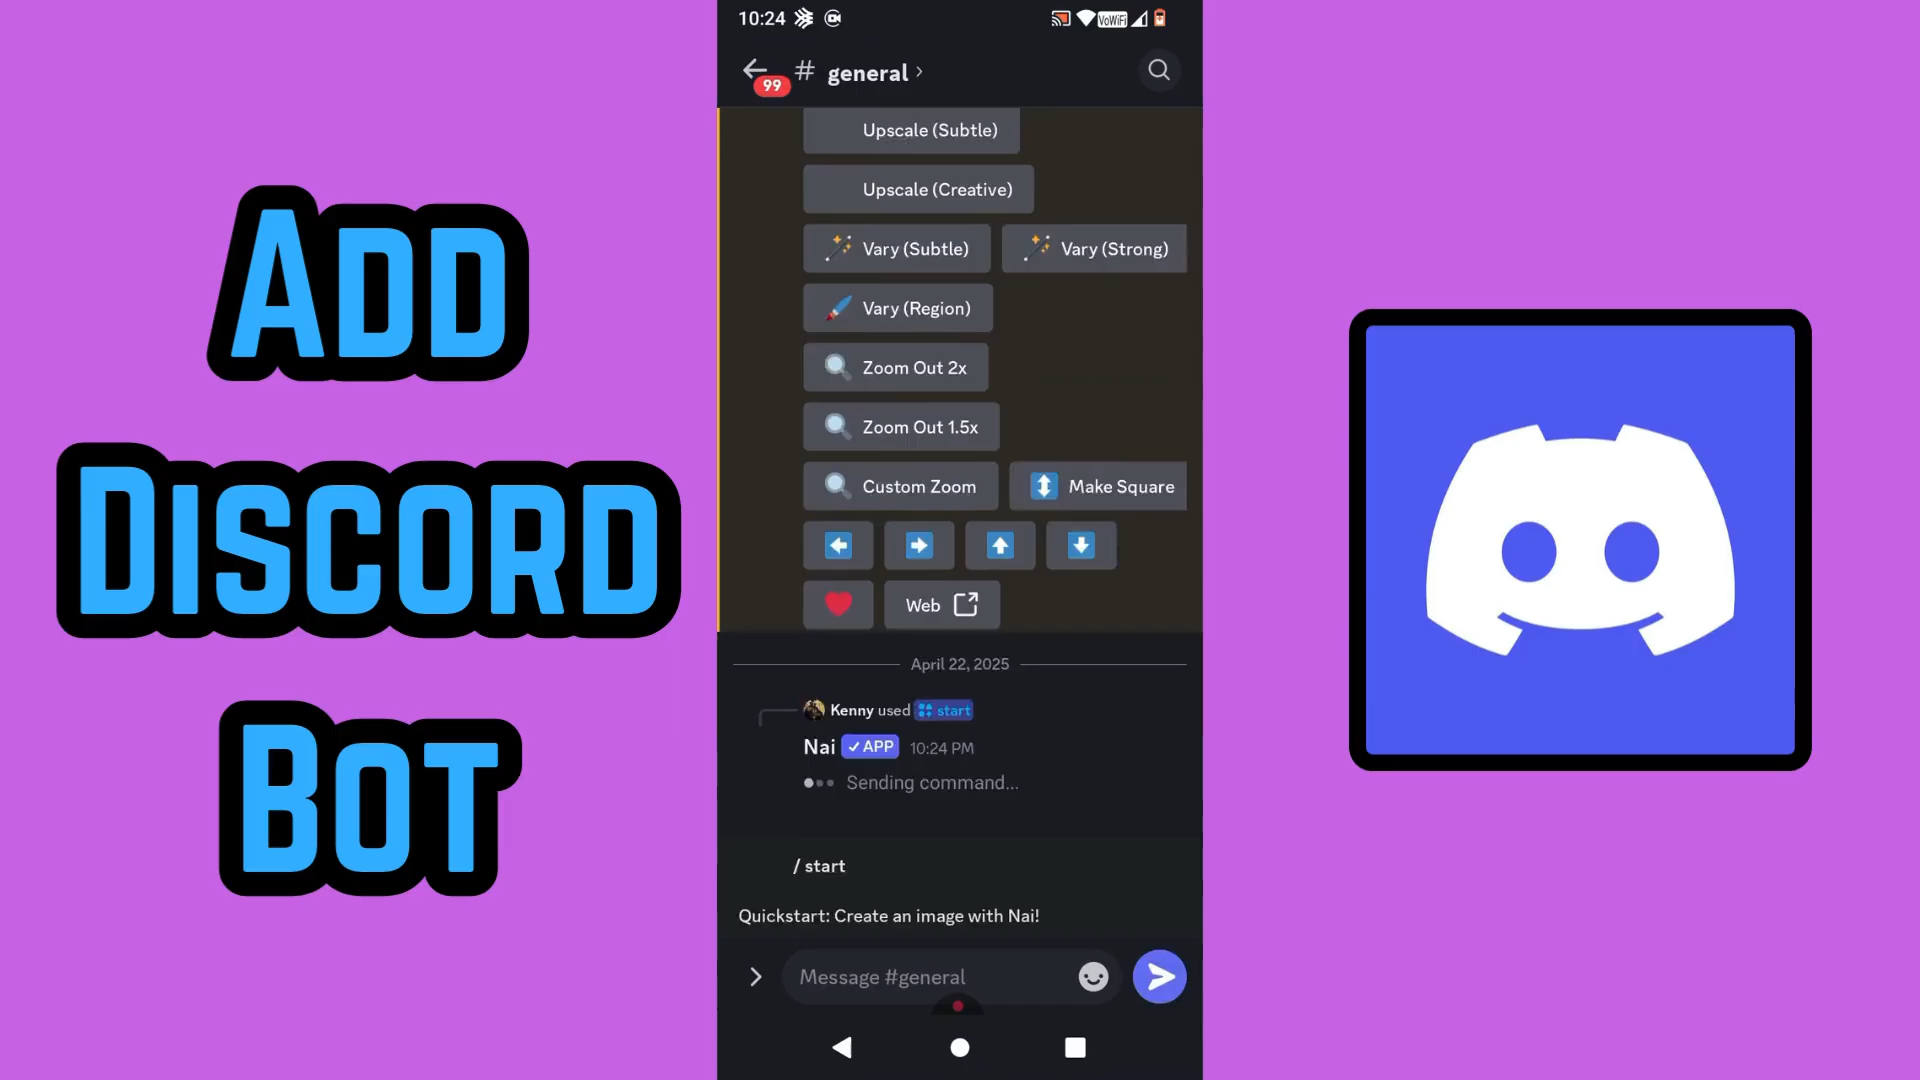 ADD
DISCORD
BOT
10:24
VoWiFi
99
# general
Upscale (Subtle)
Upscale (Creative)
Vary (Subtle)
Vary (Strong)
Vary (Region)
Zoom Out 2x
Zoom Out 1.5x
Custom Zoom
Make Square
Web
April 22, 2025
Kenny used start
Nai ✓ APP 10:24 PM
Sending command...
/ start
Quickstart: Create an image with Nai!
Message #general